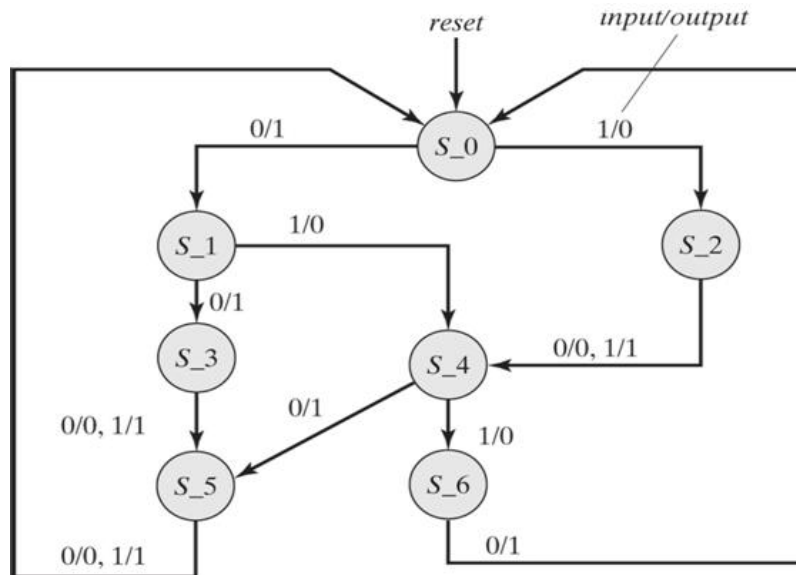 reset
input/output
0/1
1/0
S_0
S_1
1/0
S_2
0/1
S_3
S_4
0/0, 1/1
0/1
0/0, 1/1
1/0
S_5
S_6
0/0, 1/1
0/1